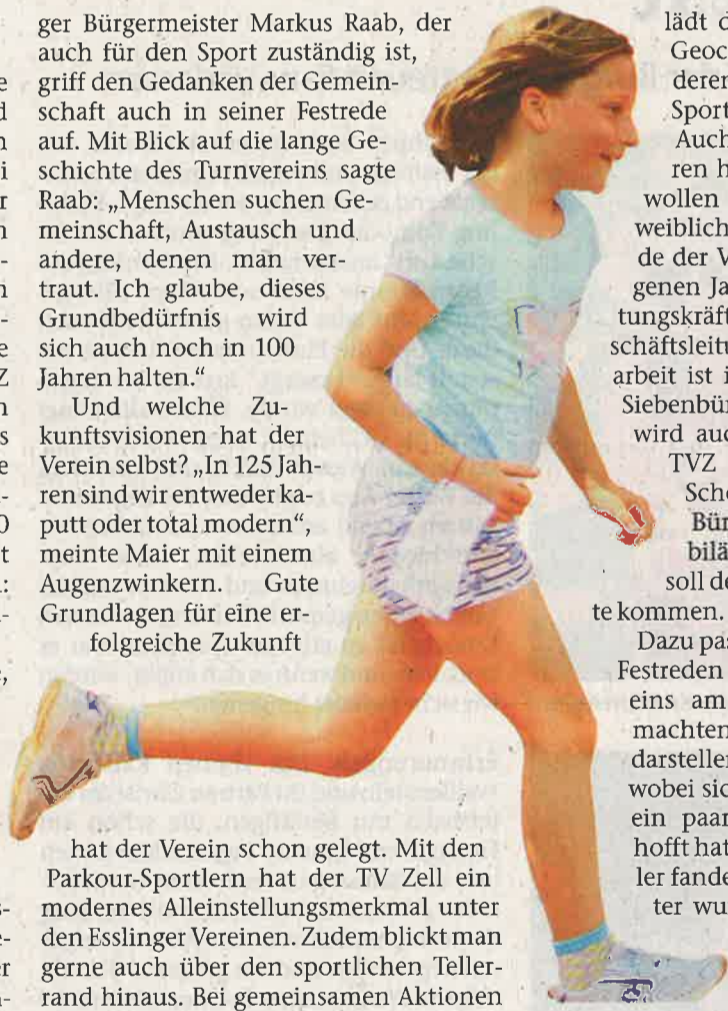 ger Bürgermeister Markus Raab, der
auch für den Sport zuständig ist,
griff den Gedanken der Gemein-
schaft auch in seiner Festrede
auf. Mit Blick auf die lange Ge-
schichte des Turnvereins sagte
Raab: „Menschen suchen Ge-
meinschaft, Austausch und
andere, denen man ver-
traut. Ich glaube, dieses
Grundbedürfnis wird
sich auch noch in 100
Jahren halten.“
Und welche Zu-
kunftsvisionen hat der
Verein selbst? „In 125 Jah-
ren sind wir entweder ka-
putt oder total modern“,
meinte Maier mit einem
Augenzwinkern. Gute
Grundlagen für eine er-
folgreiche Zukunft
hat der Verein schon gelegt. Mit den
Parkour-Sportlern hat der TV Zell ein
modernes Alleinstellungsmerkmal unter
den Esslinger Vereinen. Zudem blickt man
gerne auch über den sportlichen Teller-
rand hinaus. Bei gemeinsamen Aktionen
lädt d
Geoc
deren
Sport
Auch
ren h
wollen
weiblich
de der V
genen Ja
tungskräft
schäftsleitu
arbeit ist i
Siebenbür
wird auc
TVZ
Sch
Bür
bilä
soll de
te kommen.
Dazu pas
Festreden
eins am
machten
darsteller
wobei sic
ein paar
hofft hat
ler fande
ter wu